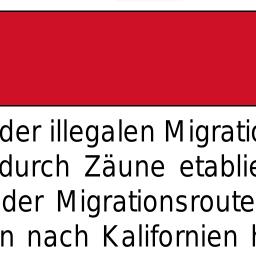 der illegalen Migratio
durch Zäune etablie
der Migrationsroute
n nach Kalifornien h